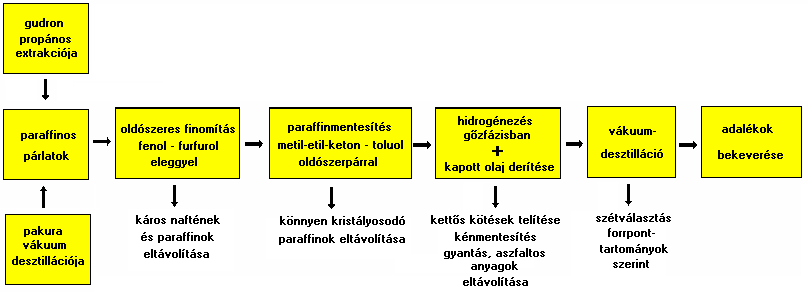 gudron
propános
extrakciója
paraffinos
párlatok
pakura
vákuum
desztillációja
oldószeres finomítás
fenol - furfurol
eleggyel
káros naftének
és paraffinok
eltávolítása
paraffinmentesítés
metil-etil-keton - toluol
oldószerpárral
könnyen kristályosodó
paraffinok eltávolítása
hidrogénezés
gőzfázisban
+
kapott olaj derítése
kettős kötések telítése
kénmentesítés
gyantás, aszfaltos
anyagok
eltávolítása
vákuum-
desztilláció
szétválasztás
forrpont-
tartományok
szerint
adalékok
bekeverése